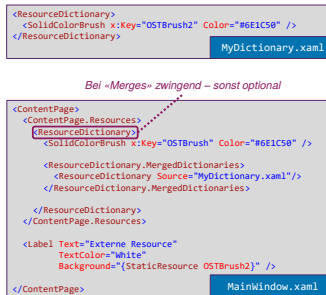 <ResourceDictionary>
<SolidColorBrush x:Key="OSTBrush2" Color="#6E1C50" />
</ResourceDictionary>
MyDictionary.xaml
Bei «Merges» zwingend – sonst optional
<ContentPage>
<ContentPage.Resources>
<ResourceDictionary>
<SolidColorBrush x:Key="OSTBrush" Color="#6E1C50" />
<ResourceDictionary.MergedDictionaries>
<ResourceDictionary Source="MyDictionary.xaml"/>
</ResourceDictionary.MergedDictionaries>
</ResourceDictionary>
</ContentPage.Resources>
<Label Text="Externe Resource"
TextColor="White"
Background="{StaticResource OSTBrush2}" />
</ContentPage>
MainWindow.xaml